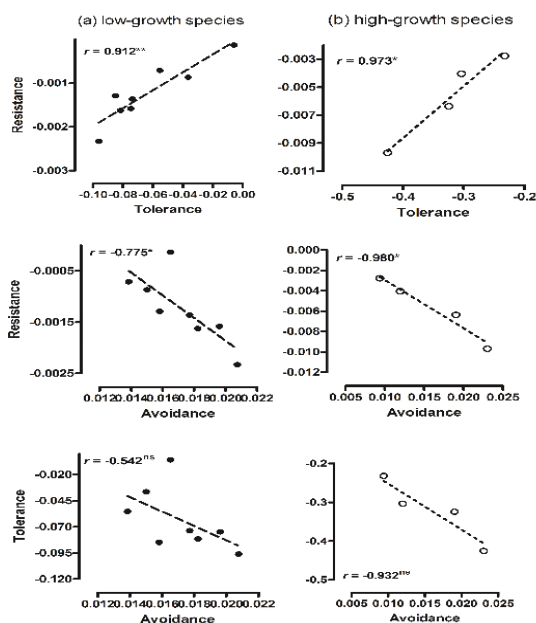 (a) low-growth species
(b) high-growth species
r = 0.912**
Resistance
-0.001
-0.002
-0.003
-0.10 -0.08 -0.06 -0.04 -0.02 0.00
Tolerance
r = 0.973*
-0.003
-0.005
-0.007
-0.009
-0.011
-0.5 -0.4 -0.3 -0.2
Tolerance
r = -0.775*
Resistance
-0.0005
-0.0015
-0.0025
0.012 0.014 0.016 0.018 0.020 0.022
Avoidance
r = -0.980*
0.000
-0.002
-0.004
-0.006
-0.008
-0.010
-0.012
0.005 0.010 0.015 0.020 0.025
Avoidance
r = -0.542ns
Tolerance
-0.020
-0.045
-0.070
-0.095
-0.120
0.012 0.014 0.016 0.018 0.020 0.022
Avoidance
-0.2
-0.3
-0.4
-0.5
r = -0.932ns
0.005 0.010 0.015 0.020 0.025
Avoidance